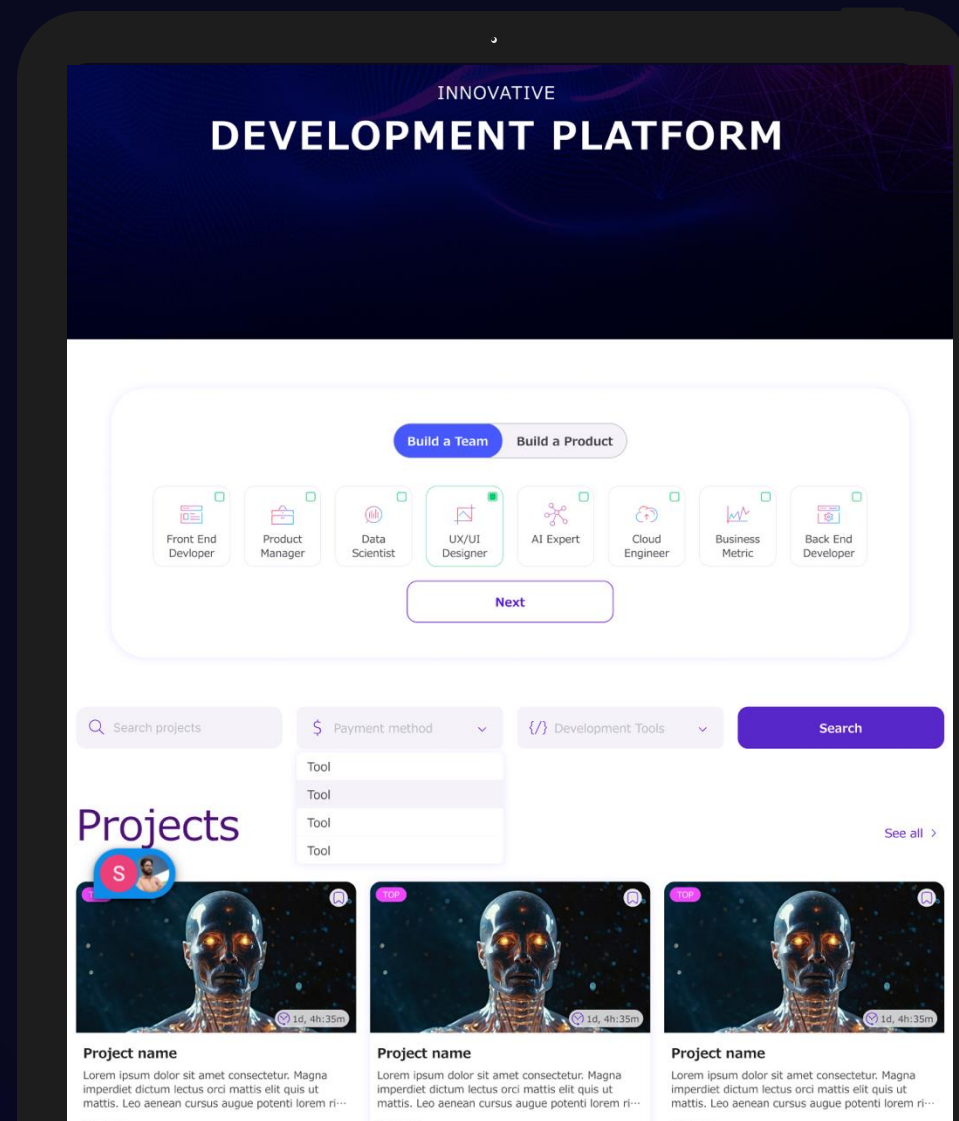 INNOVATIVE
DEVELOPMENT PLATFORM
Build a Team
Build a Product
Front End
Devloper
Product
Manager
Data
Scientist
UX/UI
Designer
AI Expert
Cloud
Engineer
Business
Metric
Back End
Developer
Next
Search projects
$ Payment method
{/} Development Tools
Search
Tool
Tool
Tool
Tool
Projects
See all >
S
TOP
TOP
1d, 4h:35m
1d, 4h:35m
1d, 4h:35m
Project name
Lorem ipsum dolor sit amet consectetur. Magna
imperdiet dictum lectus orci mattis elit quis ut
mattis. Leo aenean cursus augue potenti lorem ri...
Project name
Lorem ipsum dolor sit amet consectetur. Magna
imperdiet dictum lectus orci mattis elit quis ut
mattis. Leo aenean cursus augue potenti lorem ri...
Project name
Lorem ipsum dolor sit amet consectetur. Magna
imperdiet dictum lectus orci mattis elit quis ut
mattis. Leo aenean cursus augue potenti lorem ri...